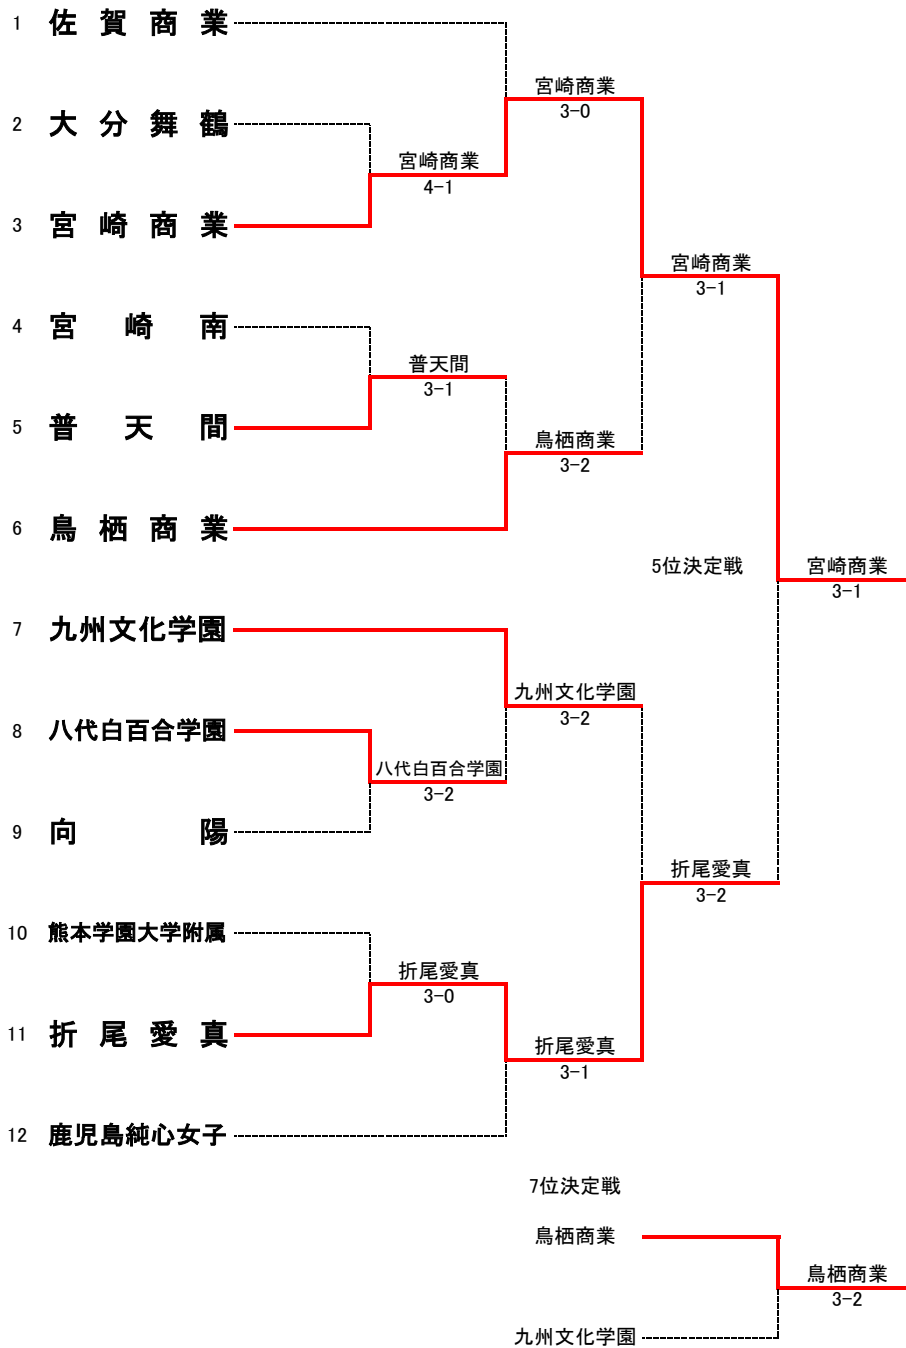 1 佐賀商業
宮崎商業
3-0
2 大分舞鶴
宮崎商業
4-1
3 宮崎商業
宮崎商業
3-1
4 宮崎南
普天間
3-1
5 普天間
鳥栖商業
3-2
6 鳥栖商業
5位決定戦
宮崎商業
3-1
7 九州文化学園
九州文化学園
3-2
8 八代白百合学園
八代白百合学園
3-2
9 向陽
折尾愛真
3-2
10 熊本学園大学附属
折尾愛真
3-0
11 折尾愛真
折尾愛真
3-1
12 鹿児島純心女子
7位決定戦
鳥栖商業
鳥栖商業
3-2
九州文化学園